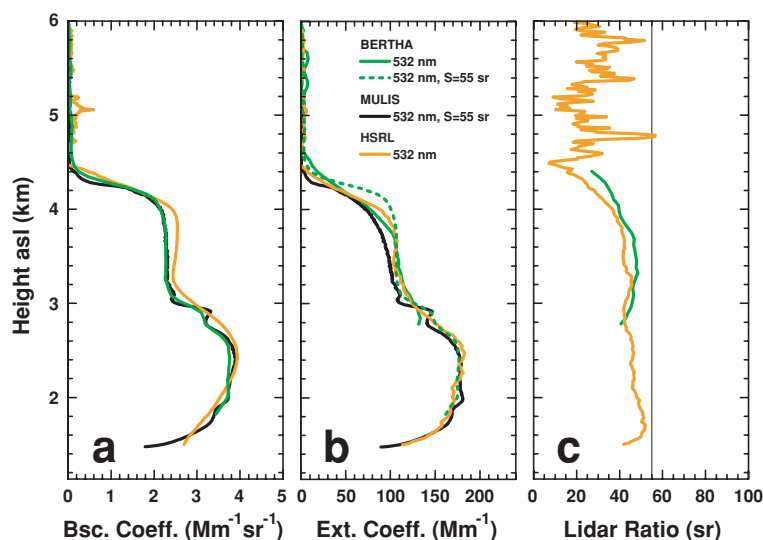 6
5
4
3
2
Height asl (km)
0 1 2 3 4 5
Bsc. Coeff. (Mm⁻¹sr⁻¹)
a
BERTHA
532 nm
532 nm, S=55 sr
MULIS
532 nm, S=55 sr
HSRL
532 nm
0 50 100 150 200
Ext. Coeff. (Mm⁻¹)
b
0 20 40 60 80 100
Lidar Ratio (sr)
c